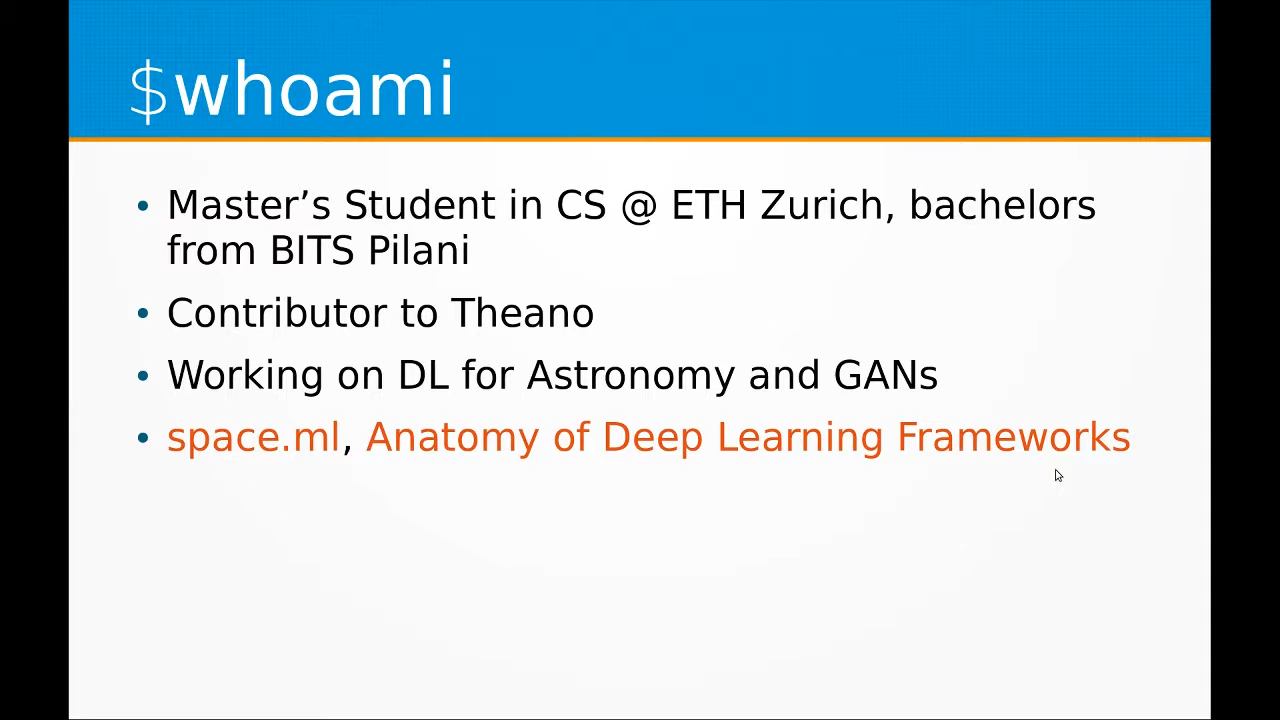 $whoami
• Master’s Student in CS @ ETH Zurich, bachelors
from BITS Pilani
• Contributor to Theano
• Working on DL for Astronomy and GANs
• space.ml, Anatomy of Deep Learning Frameworks